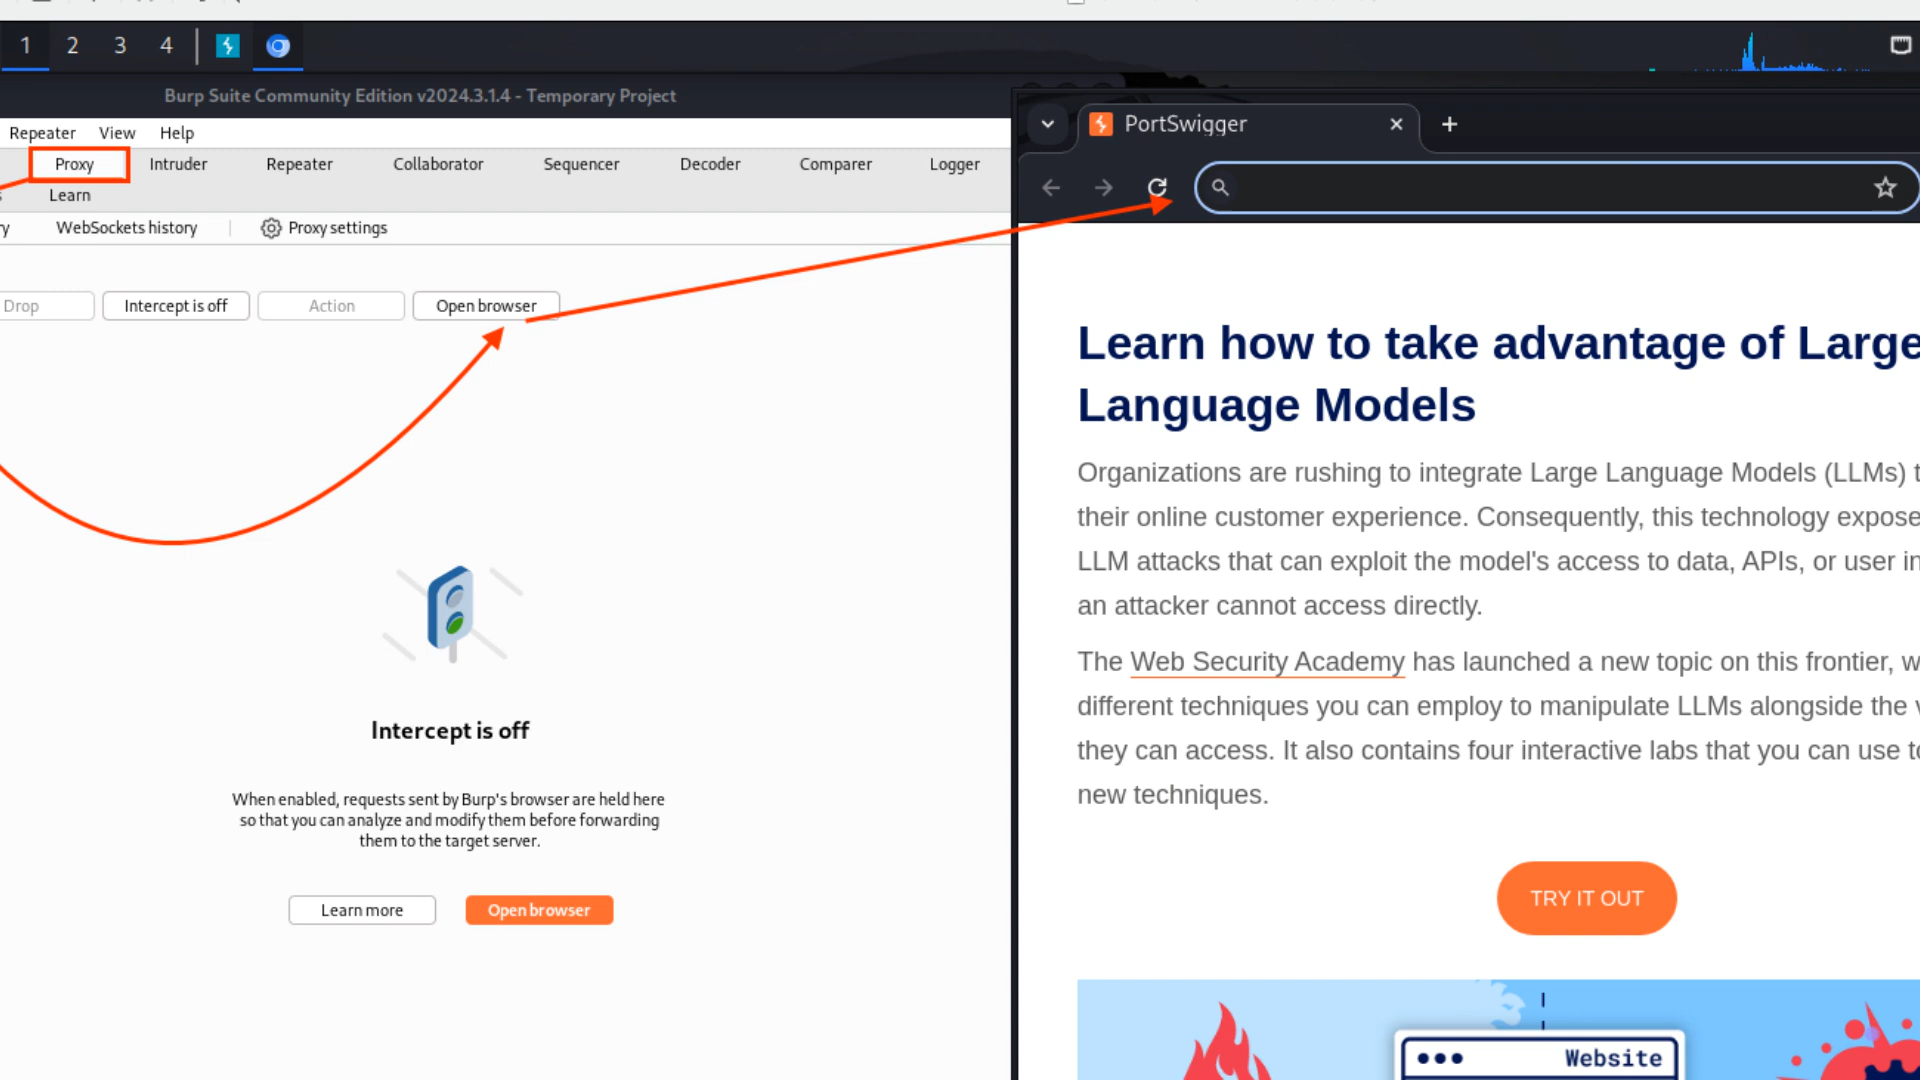 1 2 3 4
Burp Suite Community Edition v2024.3.1.4 - Temporary Project
Repeater View Help
Proxy Intruder Repeater Collaborator Sequencer Decoder Comparer Logger
Learn
WebSockets history Proxy settings
Drop Intercept is off Action Open browser
Intercept is off
When enabled, requests sent by Burp's browser are held here
so that you can analyze and modify them before forwarding
them to the target server.
Learn more Open browser
PortSwigger
Learn how to take advantage of Large
Language Models
Organizations are rushing to integrate Large Language Models (LLMs)
their online customer experience. Consequently, this technology expose
LLM attacks that can exploit the model's access to data, APIs, or user
an attacker cannot access directly.
The Web Security Academy has launched a new topic on this frontier,
different techniques you can employ to manipulate LLMs alongside the
they can access. It also contains four interactive labs that you can use
new techniques.
TRY IT OUT
Website